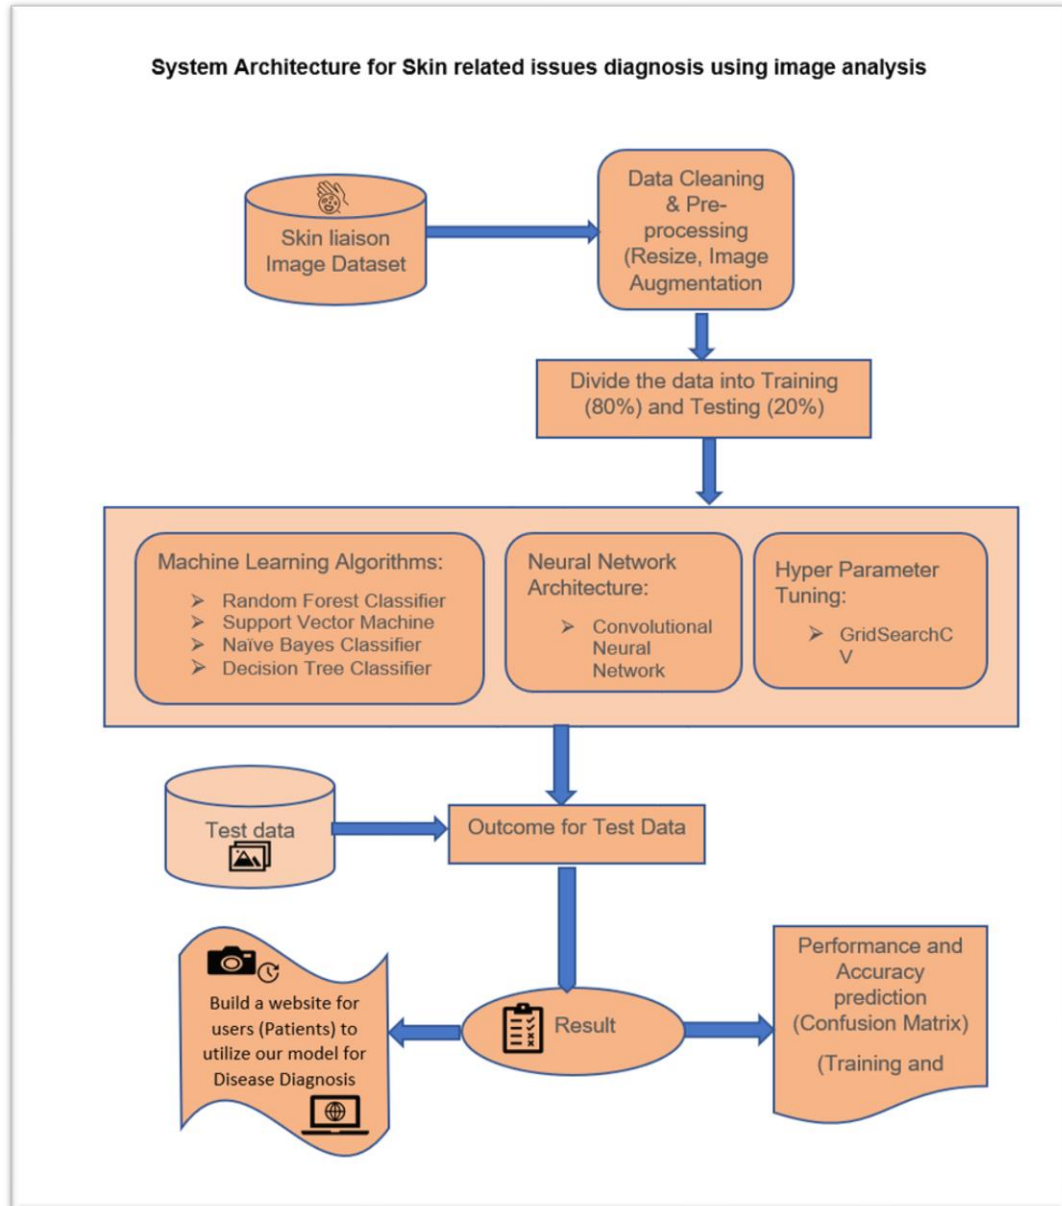 System Architecture for Skin related issues diagnosis using image analysis
Skin liaison
Image Dataset
Data Cleaning
& Pre-
processing
(Resize, Image
Augmentation
Divide the data into Training
(80%) and Testing (20%)
Machine Learning Algorithms:
➢ Random Forest Classifier
➢ Support Vector Machine
➢ Naïve Bayes Classifier
➢ Decision Tree Classifier
Neural Network
Architecture:
➢ Convolutional
Neural
Network
Hyper Parameter
Tuning:
➢ GridSearchC
V
Test data
Outcome for Test Data
Build a website for
users (Patients) to
utilize our model for
Disease Diagnosis
Result
Performance and
Accuracy
prediction
(Confusion Matrix)
(Training and